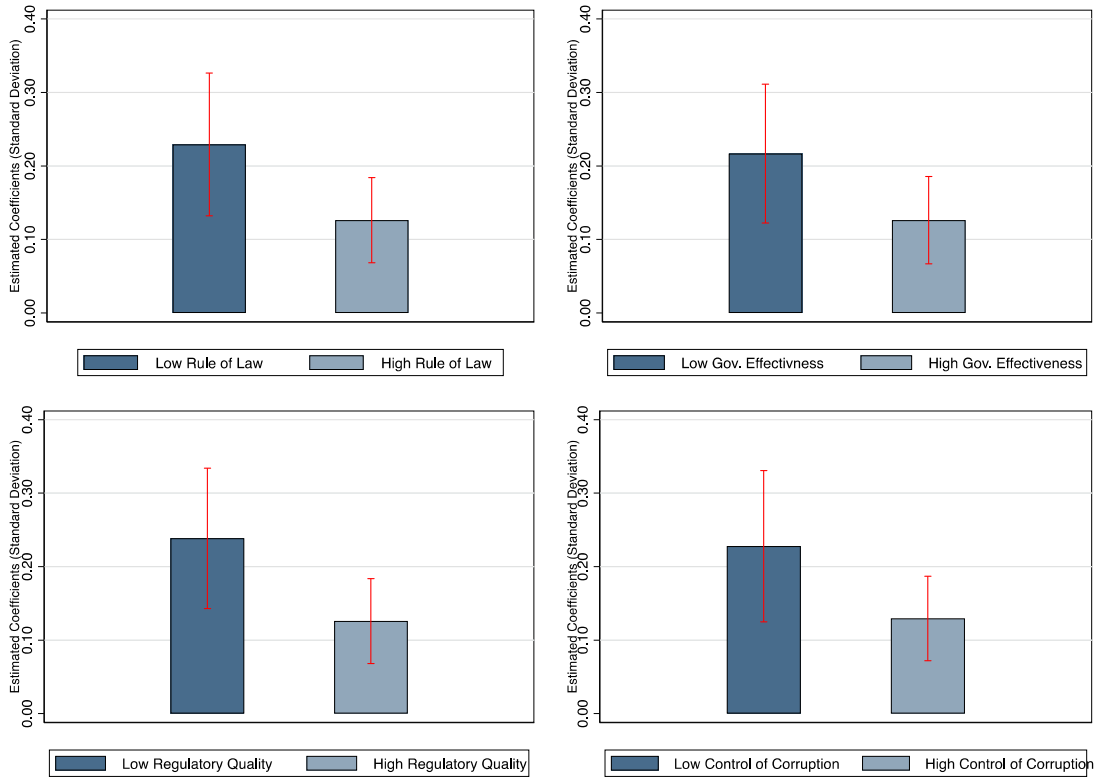 Estimated Coefficients (Standard Deviation)
0.40
0.30
0.20
0.10
0.00
Low Rule of Law
High Rule of Law
Estimated Coefficients (Standard Deviation)
0.40
0.30
0.20
0.10
0.00
Low Gov. Effectivness
High Gov. Effectiveness
Estimated Coefficients (Standard Deviation)
0.40
0.30
0.20
0.10
0.00
Low Regulatory Quality
High Regulatory Quality
Estimated Coefficients (Standard Deviation)
0.40
0.30
0.20
0.10
0.00
Low Control of Corruption
High Control of Corruption